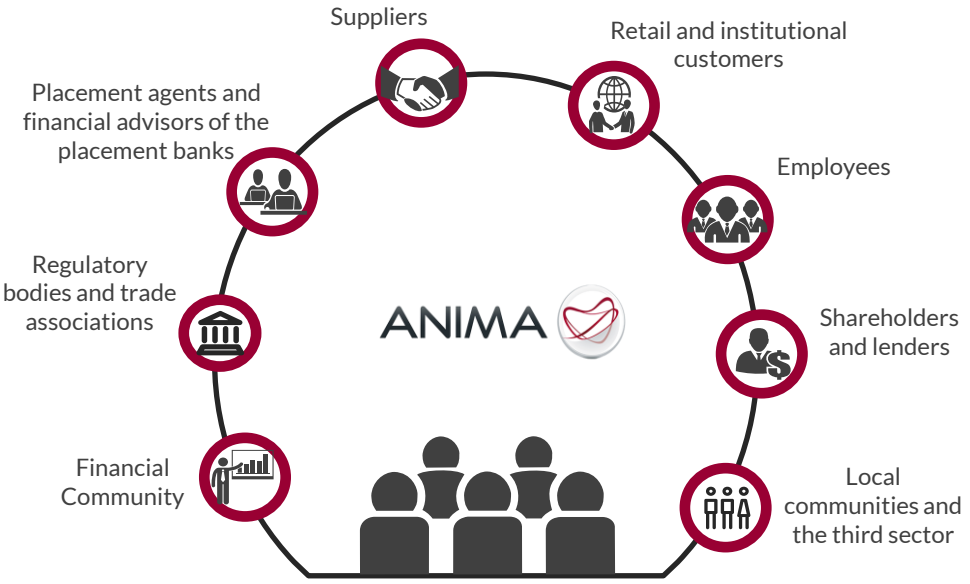 Suppliers
Retail and institutional
customers
Placement agents and
financial advisors of the
placement banks
Employees
Regulatory
bodies and trade
associations
ANIMA
Shareholders
and lenders
Financial
Community
Local
communities and
the third sector
$